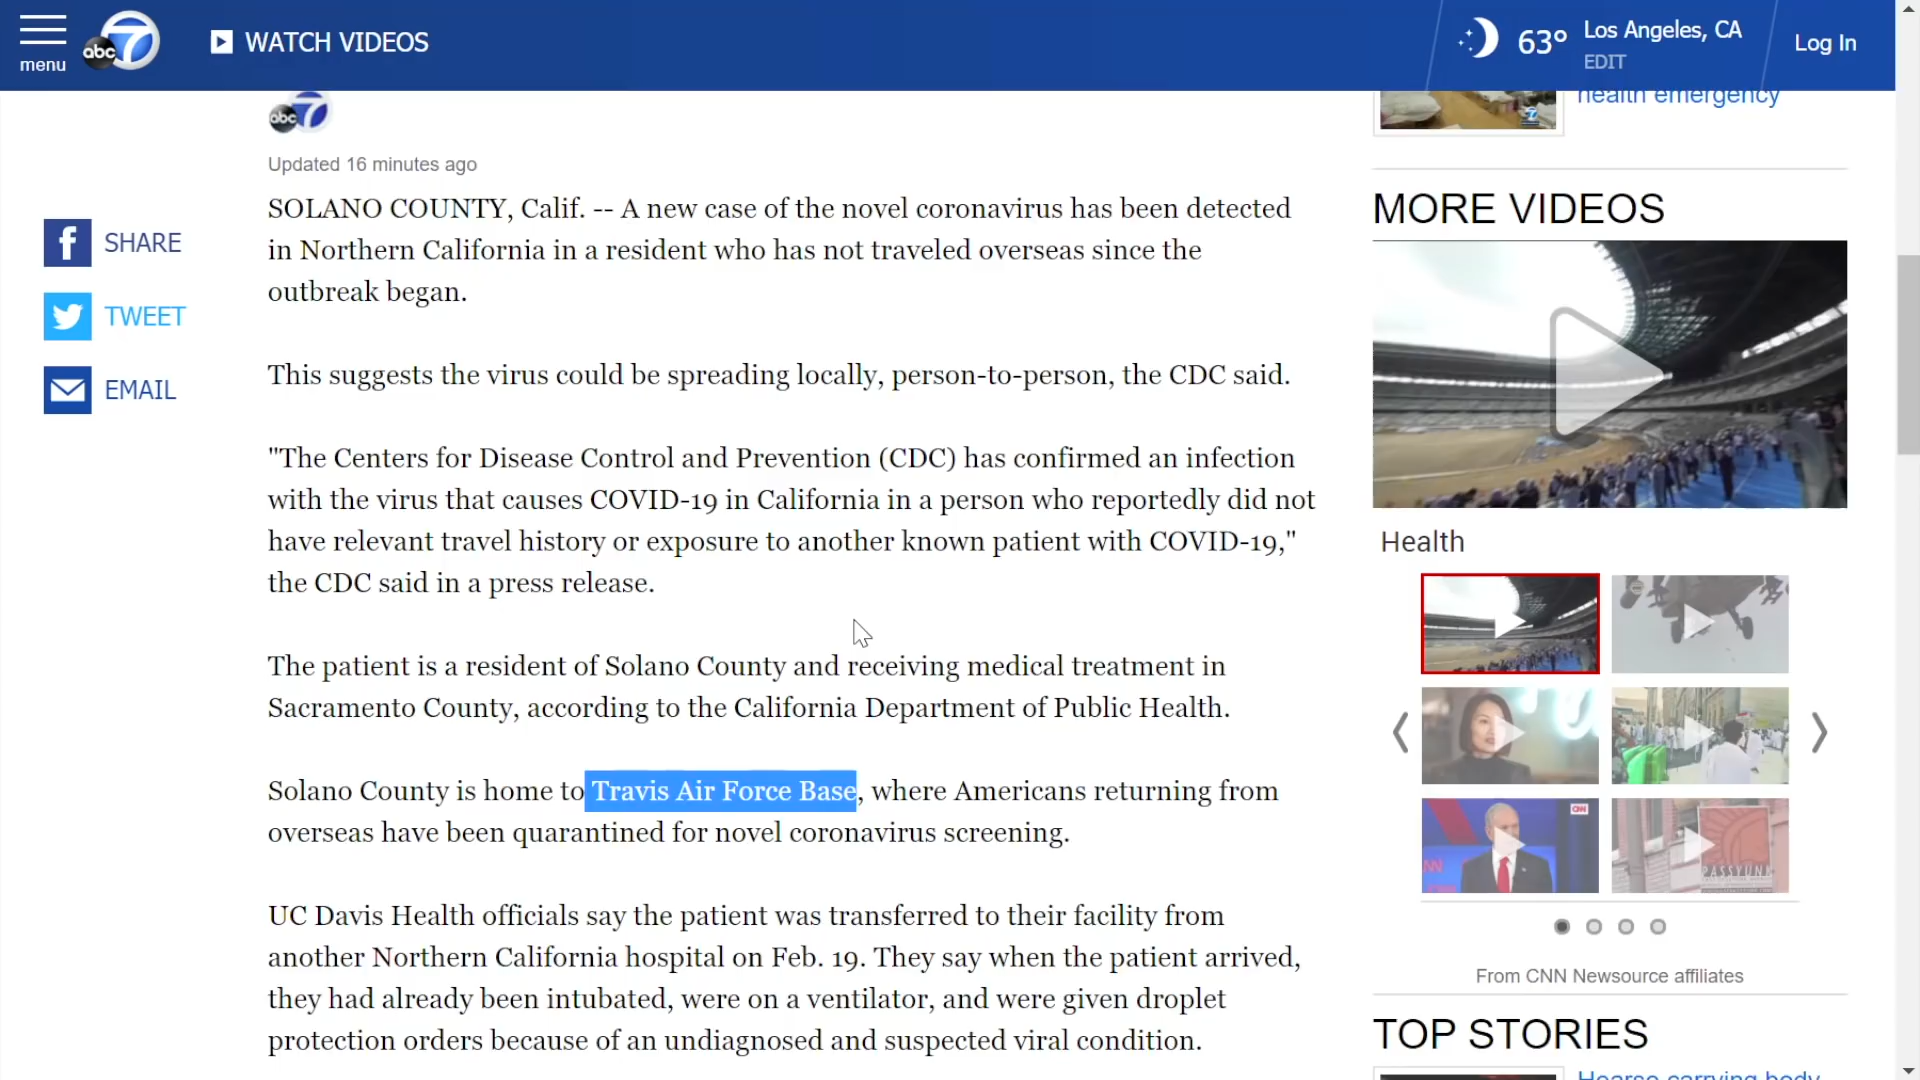 menu
abc 7
WATCH VIDEOS
63°
Los Angeles, CA
EDIT
Log In
abc 7
health emergency
Updated 16 minutes ago
SHARE
TWEET
EMAIL
SOLANO COUNTY, Calif. -- A new case of the novel coronavirus has been detected
in Northern California in a resident who has not traveled overseas since the
outbreak began.
This suggests the virus could be spreading locally, person-to-person, the CDC said.
"The Centers for Disease Control and Prevention (CDC) has confirmed an infection
with the virus that causes COVID-19 in California in a person who reportedly did not
have relevant travel history or exposure to another known patient with COVID-19,"
the CDC said in a press release.
The patient is a resident of Solano County and receiving medical treatment in
Sacramento County, according to the California Department of Public Health.
Solano County is home to Travis Air Force Base, where Americans returning from
overseas have been quarantined for novel coronavirus screening.
UC Davis Health officials say the patient was transferred to their facility from
another Northern California hospital on Feb. 19. They say when the patient arrived,
they had already been intubated, were on a ventilator, and were given droplet
protection orders because of an undiagnosed and suspected viral condition.
MORE VIDEOS
Health
CNN
PASSYUNK
From CNN Newsource affiliates
TOP STORIES
Hearse carrying body